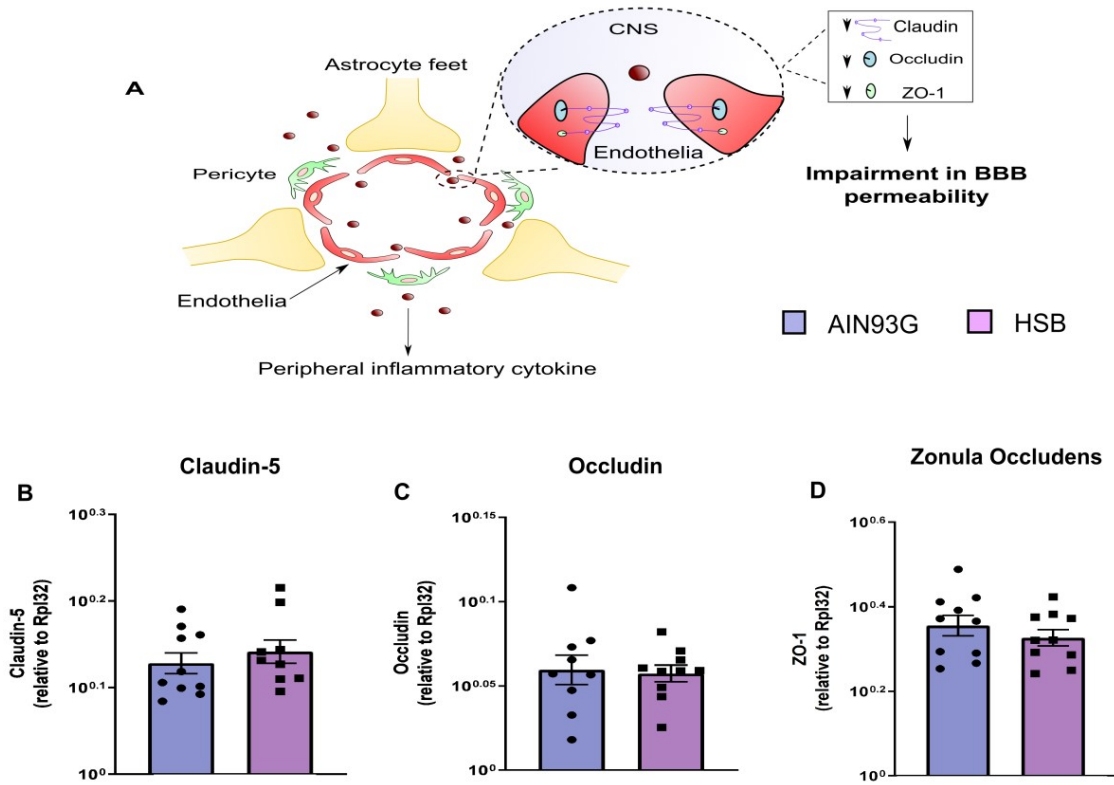 A
Astrocyte feet
Pericyte
Endothelia
Peripheral inflammatory cytokine
CNS
Endothelia
Claudin
Occludin
ZO-1
Impairment in BBB
permeability
AIN93G
HSB
B
Claudin-5
Claudin-5
(relative to Rpl32)
10^0.3
10^0.2
10^0.1
10^0
C
Occludin
Occludin
(relative to Rpl32)
10^0.15
10^0.1
10^0.05
10^0
D
Zonula Occludens
ZO-1
(relative to Rpl32)
10^0.6
10^0.4
10^0.2
10^0